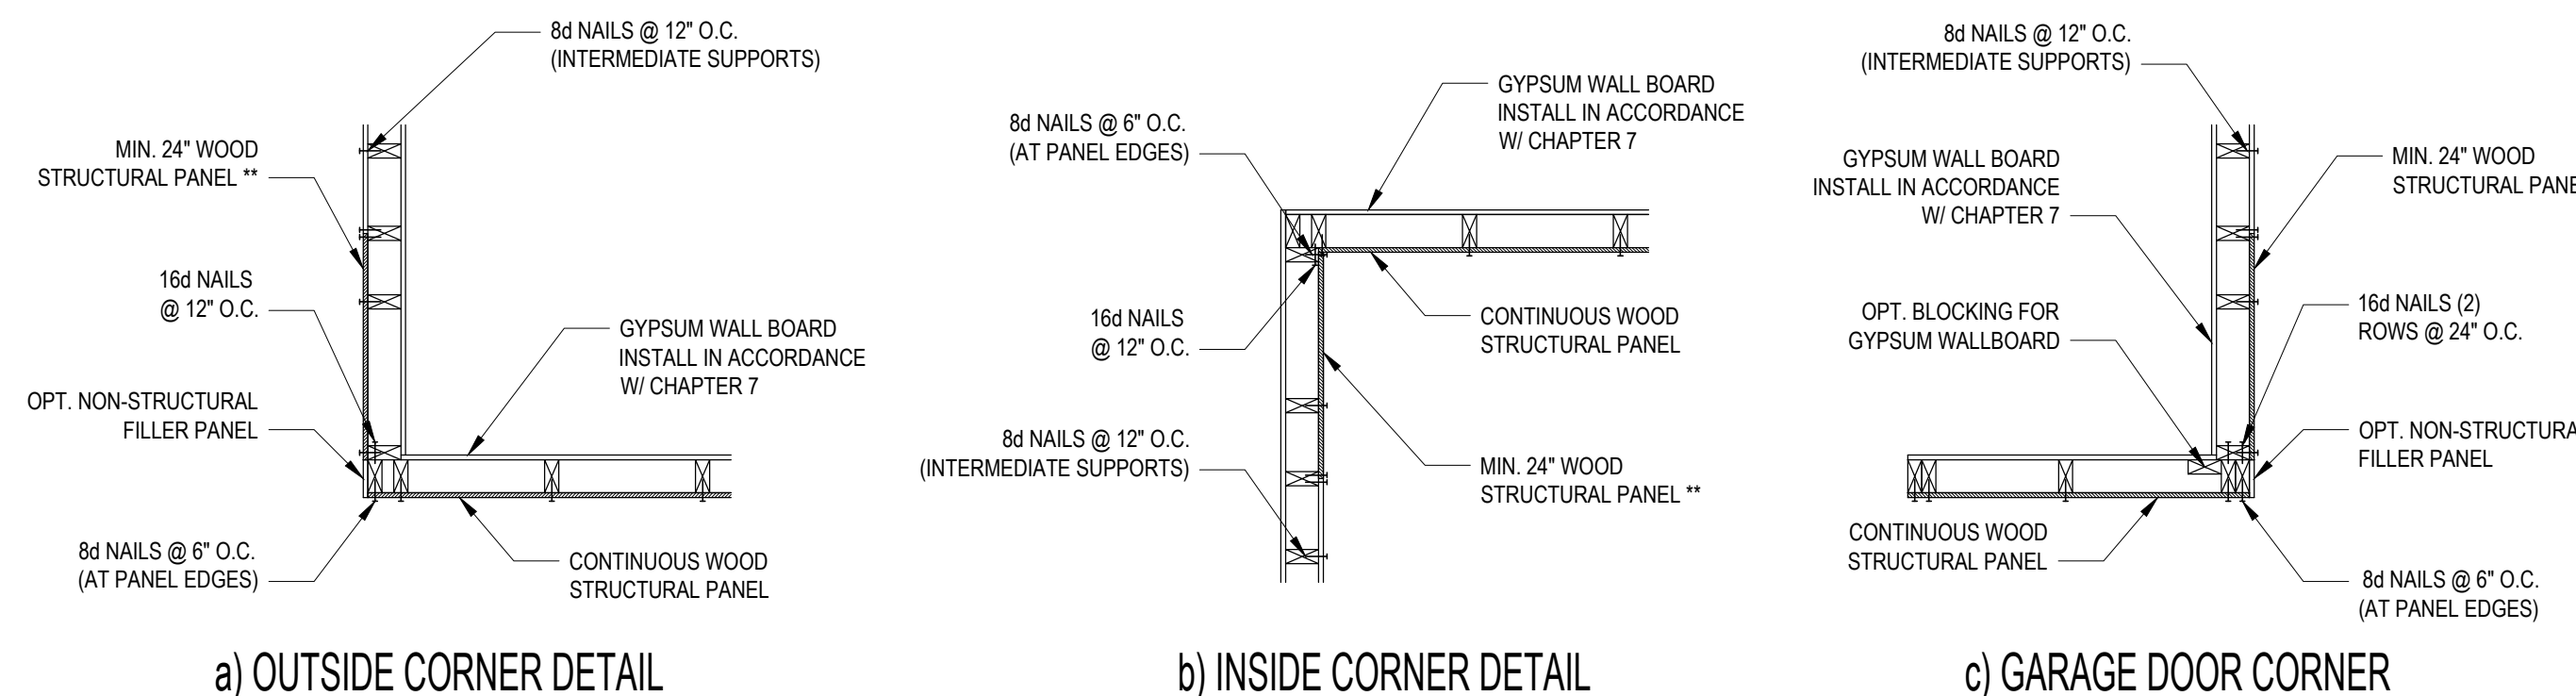 8d NAILS @ 12" O.C.
(INTERMEDIATE SUPPORTS)
MIN. 24" WOOD
STRUCTURAL PANEL **
16d NAILS
@ 12" O.C.
OPT. NON-STRUCTURAL
FILLER PANEL
8d NAILS @ 6" O.C.
(AT PANEL EDGES)
GYPSUM WALL BOARD
INSTALL IN ACCORDANCE
W/ CHAPTER 7
CONTINUOUS WOOD
STRUCTURAL PANEL
a) OUTSIDE CORNER DETAIL
8d NAILS @ 6" O.C.
(AT PANEL EDGES)
GYPSUM WALL BOARD
INSTALL IN ACCORDANCE
W/ CHAPTER 7
16d NAILS
@ 12" O.C.
CONTINUOUS WOOD
STRUCTURAL PANEL
8d NAILS @ 12" O.C.
(INTERMEDIATE SUPPORTS)
MIN. 24" WOOD
STRUCTURAL PANEL **
b) INSIDE CORNER DETAIL
8d NAILS @ 12" O.C.
(INTERMEDIATE SUPPORTS)
GYPSUM WALL BOARD
INSTALL IN ACCORDANCE
W/ CHAPTER 7
MIN. 24" WOOD
STRUCTURAL PANE
OPT. BLOCKING FOR
GYPSUM WALLBOARD
16d NAILS (2)
ROWS @ 24" O.C.
OPT. NON-STRUCTURA
FILLER PANEL
CONTINUOUS WOOD
STRUCTURAL PANEL
8d NAILS @ 6" O.C.
(AT PANEL EDGES)
c) GARAGE DOOR CORNER